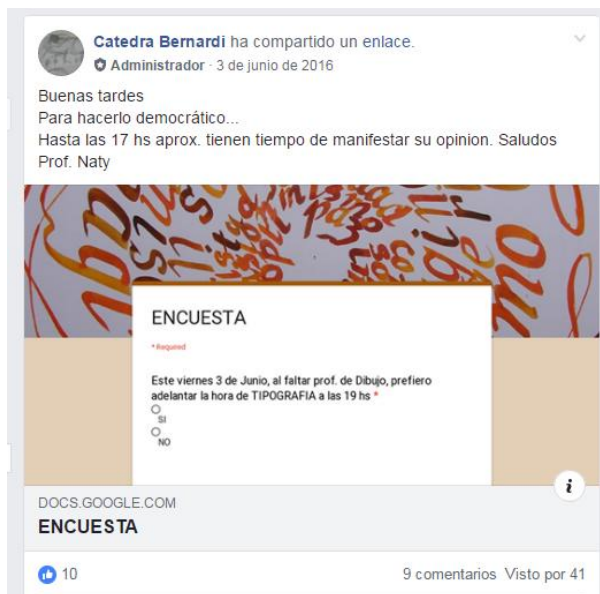 Catedra Bernardi ha compartido un enlace.
Administrador · 3 de junio de 2016
Buenas tardes
Para hacerlo democrático...
Hasta las 17 hs aprox. tienen tiempo de manifestar su opinion. Saludos
Prof. Naty
ENCUESTA
* Required
Este viernes 3 de Junio, al faltar prof. de Dibujo, prefiero
adelantar la hora de TIPOGRAFIA a las 19 hs *
SI
NO
DOCS.GOOGLE.COM
ENCUESTA
10
9 comentarios Visto por 41